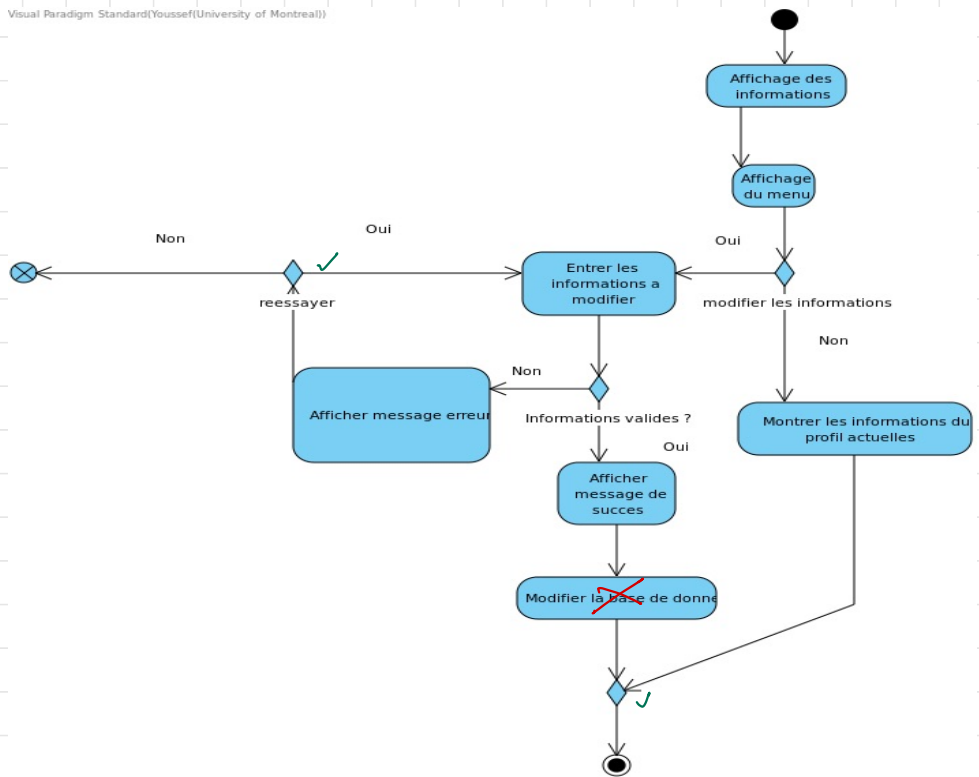 Visual Paradigm Standard(Youssef(University of Montreal))
Affichage des
informations
Affichage
du menu
Oui
Non
Oui
Entrer les
informations a
modifier
reessayer
modifier les informations
Non
Non
Afficher message erreur
Informations valides ?
Montrer les informations du
profil actuelles
Oui
Afficher
message de
succes
Modifier la base de donne